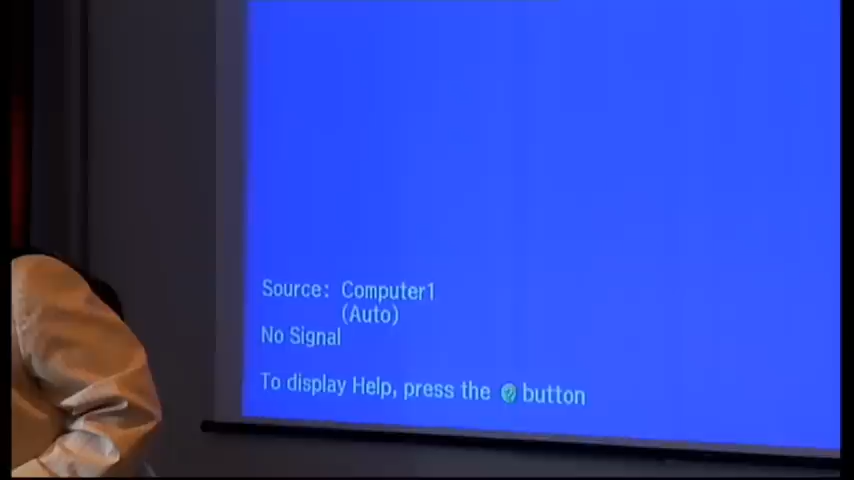 Source: Computer1
(Auto)
No Signal
To display Help, press the button